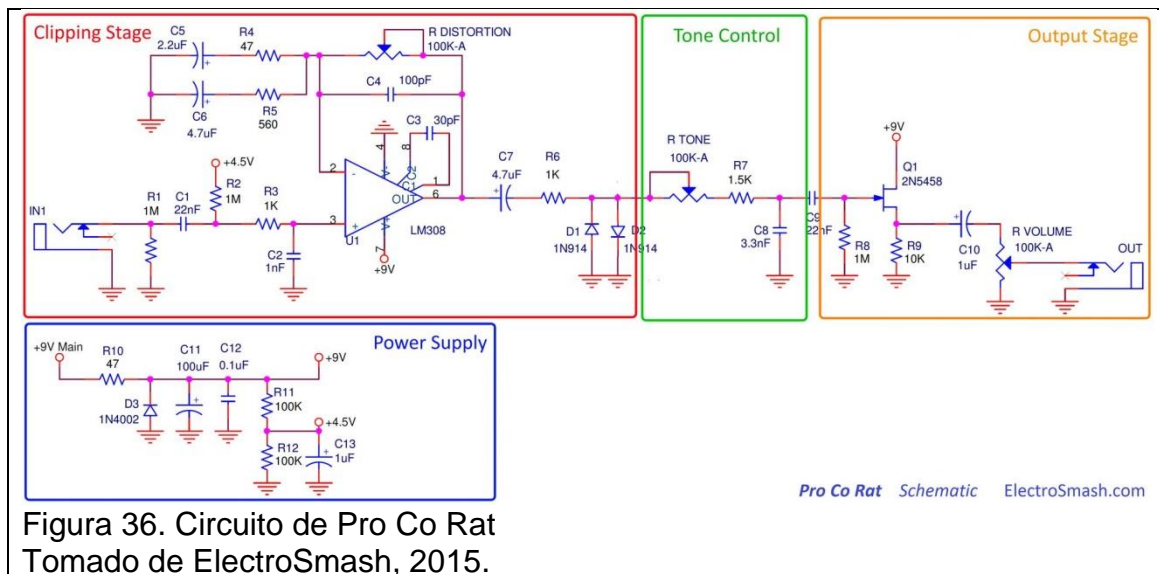 Clipping Stage
C5
2.2uF
R4
47
R DISTORTION
100K-A
C4
100pF
C6
4.7uF
R5
560
C3
30pF
+4.5V
IN1
R1
1M
C1
22nF
R2
1M
R3
1K
C2
1nF
2
-
3
+
4
V-
8
C2
C1
1
OUT
6
V+
7
U1
LM308
+9V
C7
4.7uF
R6
1K
D1
1N914
D2
1N914
Tone Control
R TONE
100K-A
R7
1.5K
C8
3.3nF
Output Stage
+9V
Q1
2N5458
C9
22nF
R8
1M
R9
10K
C10
1uF
R VOLUME
100K-A
OUT
Power Supply
+9V Main
R10
47
C11
100uF
C12
0.1uF
+9V
D3
1N4002
R11
100K
+4.5V
R12
100K
C13
1uF
Pro Co Rat Schematic ElectroSmash.com
Figura 36. Circuito de Pro Co Rat
Tomado de ElectroSmash, 2015.